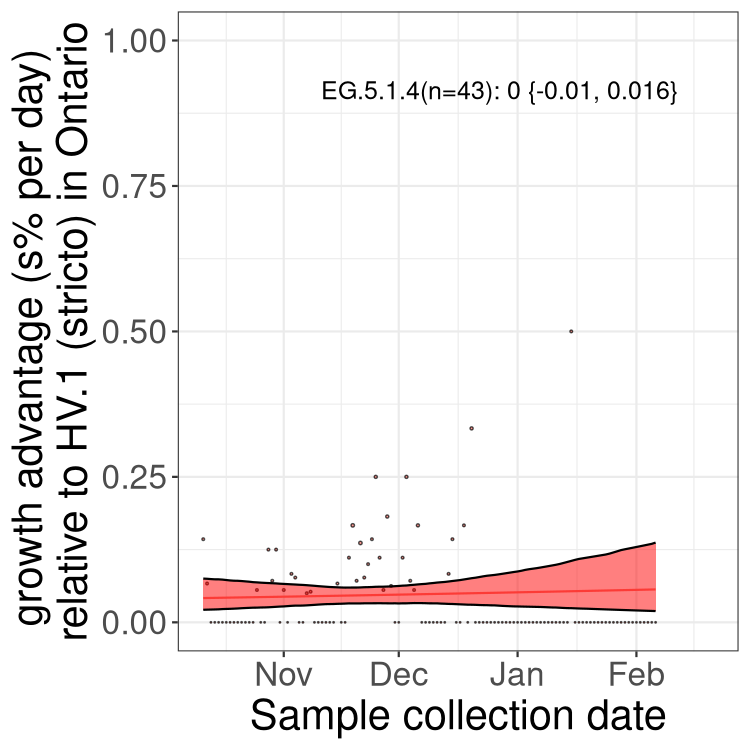 growth advantage (s% per day)
relative to HV.1 (stricto) in Ontario
1.00
0.75
0.50
0.25
0.00
EG.5.1.4(n=43): 0 {-0.01, 0.016}
Nov Dec Jan Feb
Sample collection date